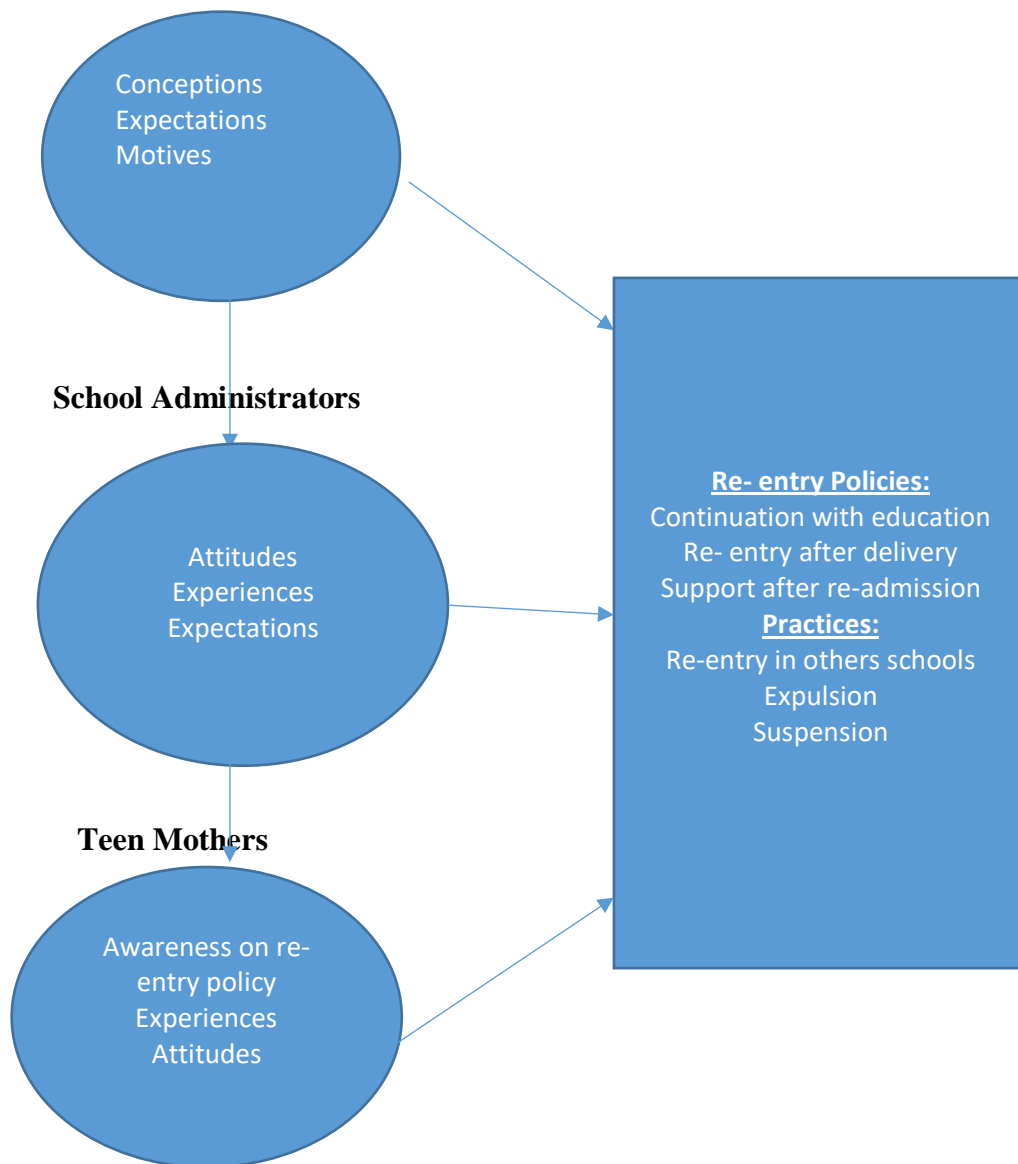 Conceptions
Expectations
Motives
School Administrators
Attitudes
Experiences
Expectations
Teen Mothers
Awareness on re-
entry policy
Experiences
Attitudes
Re- entry Policies:
Continuation with education
Re- entry after delivery
Support after re-admission
Practices:
Re-entry in others schools
Expulsion
Suspension